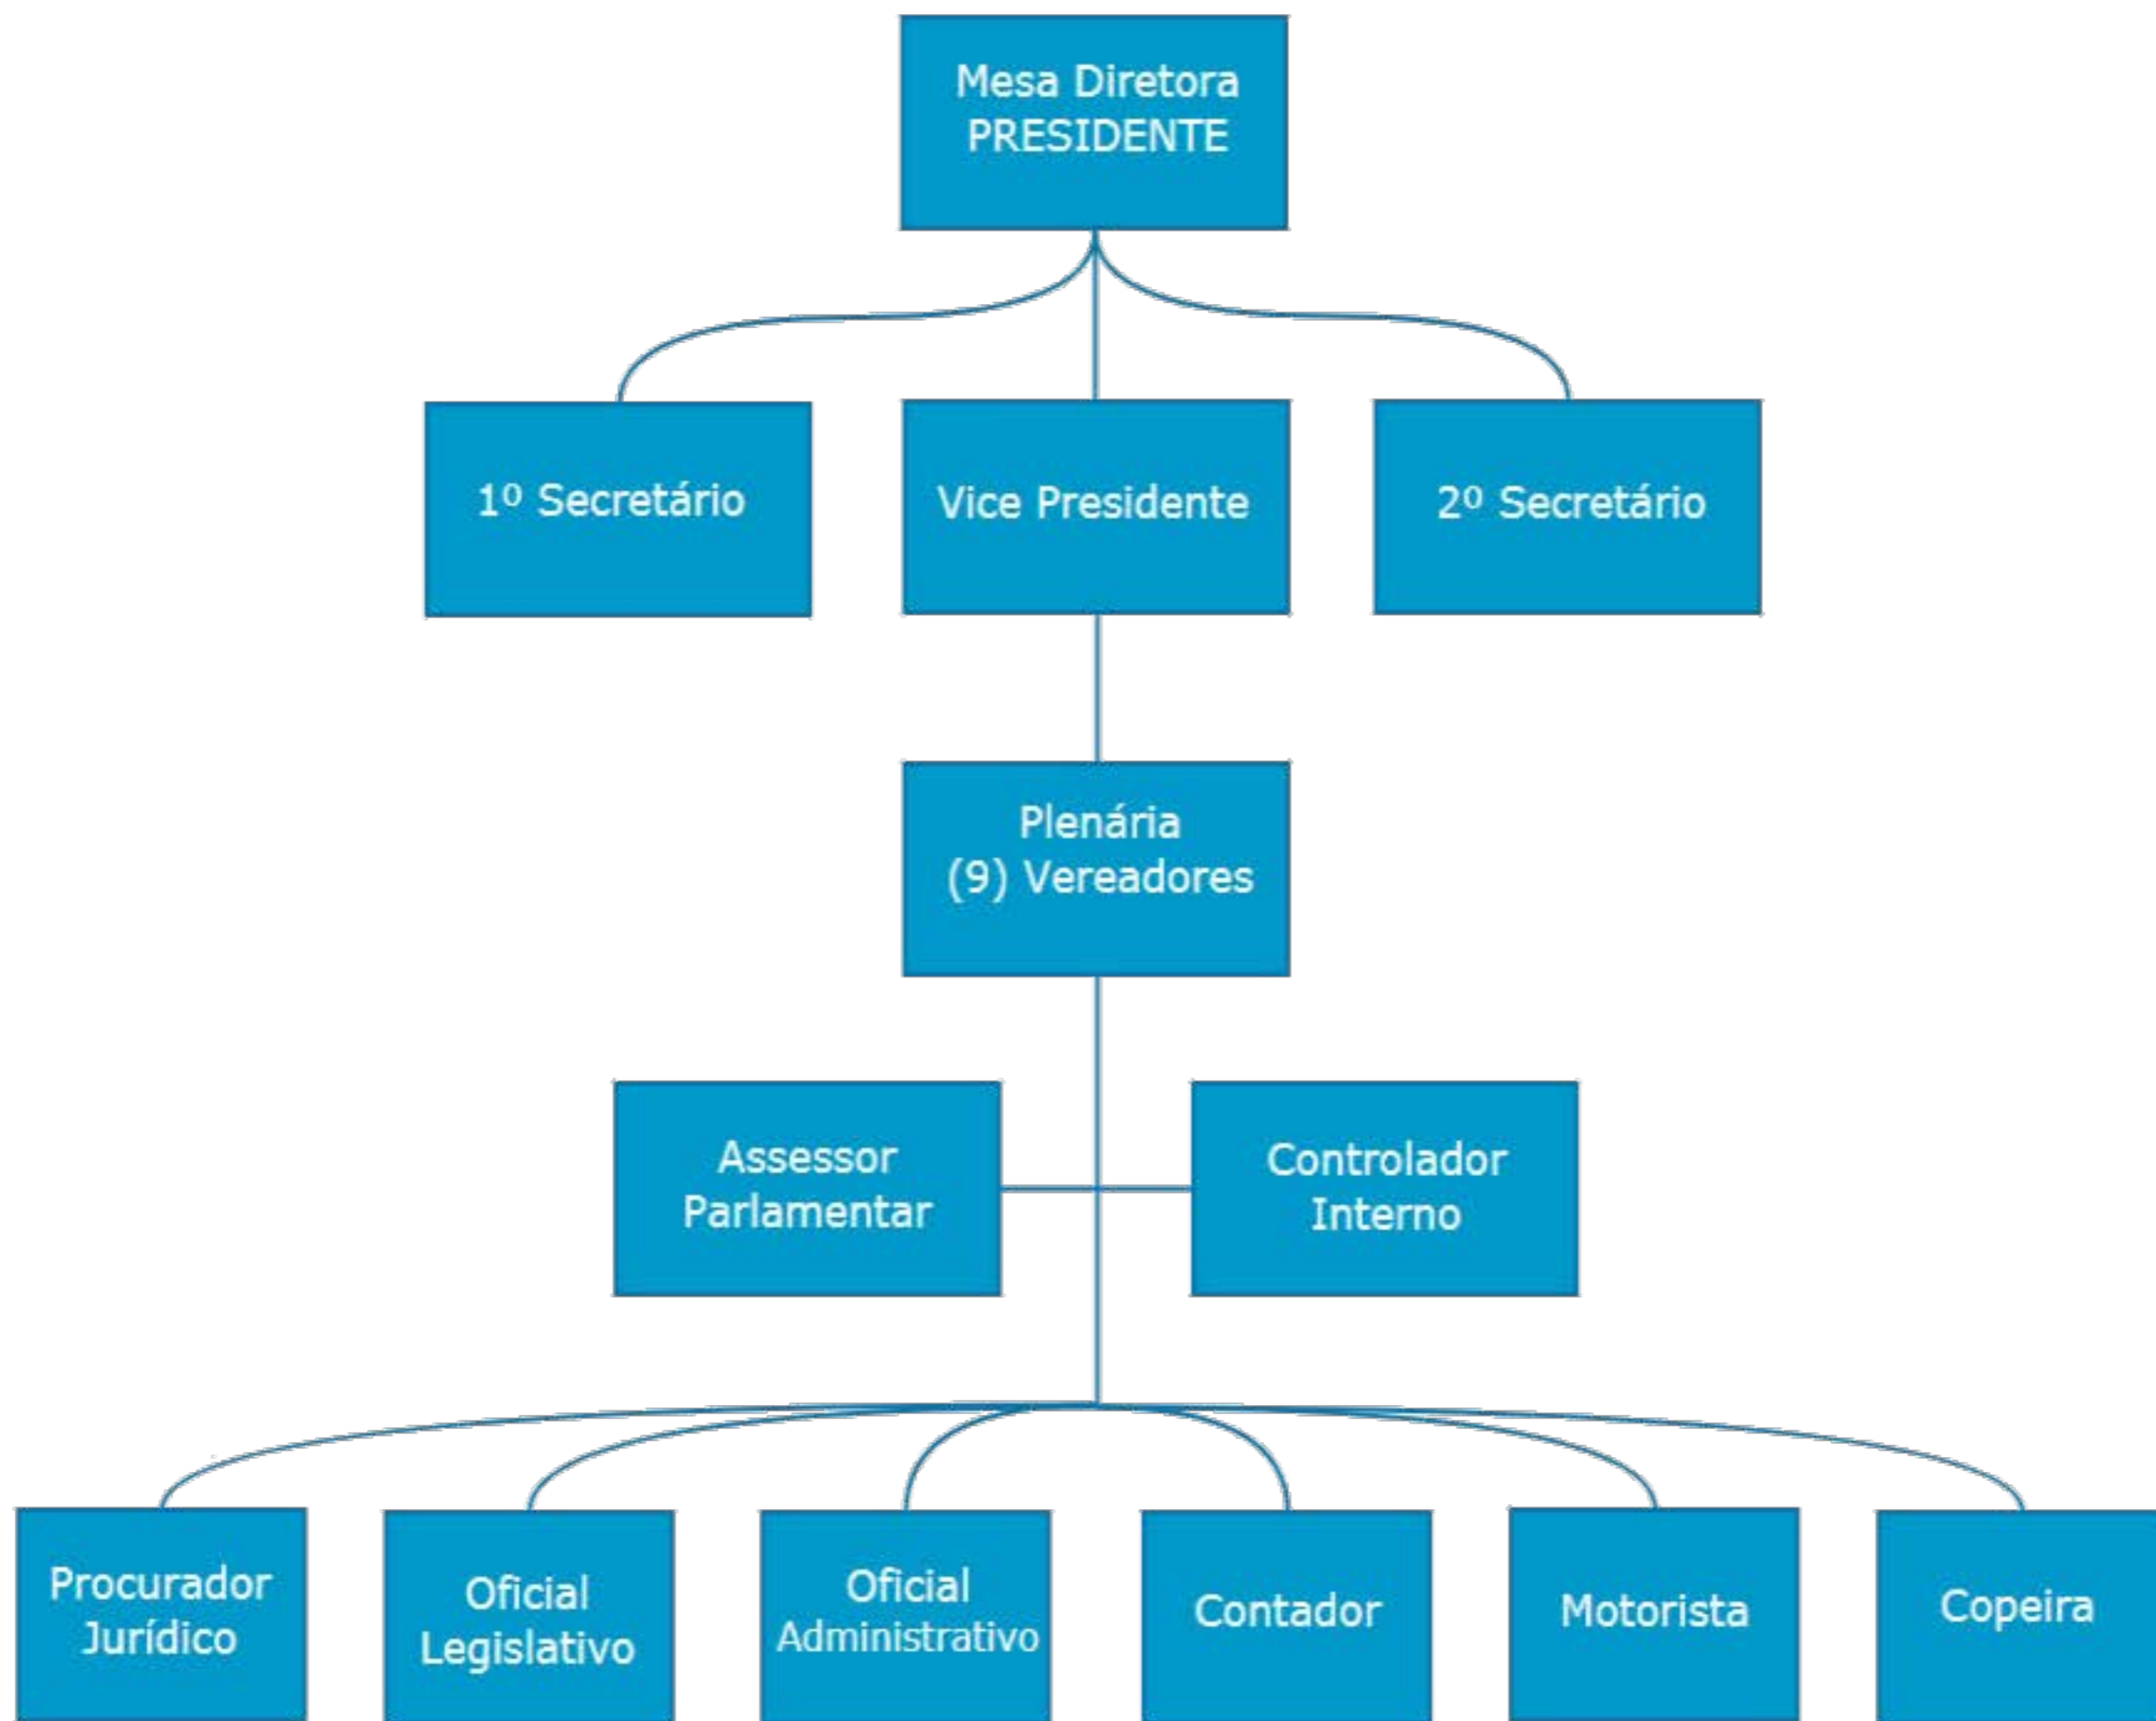 Mesa Diretora
PRESIDENTE
1º Secretário
Vice Presidente
2º Secretário
Plenária
(9) Vereadores
Assessor
Parlamentar
Controlador
Interno
Procurador
Jurídico
Oficial
Legislativo
Oficial
Administrativo
Contador
Motorista
Copeira